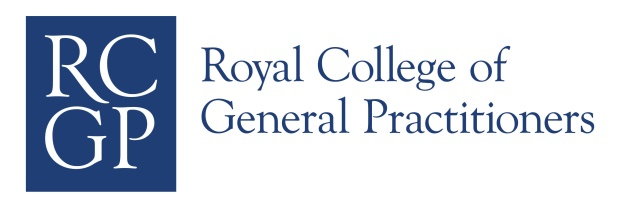 RC
GP
Royal College of
General Practitioners